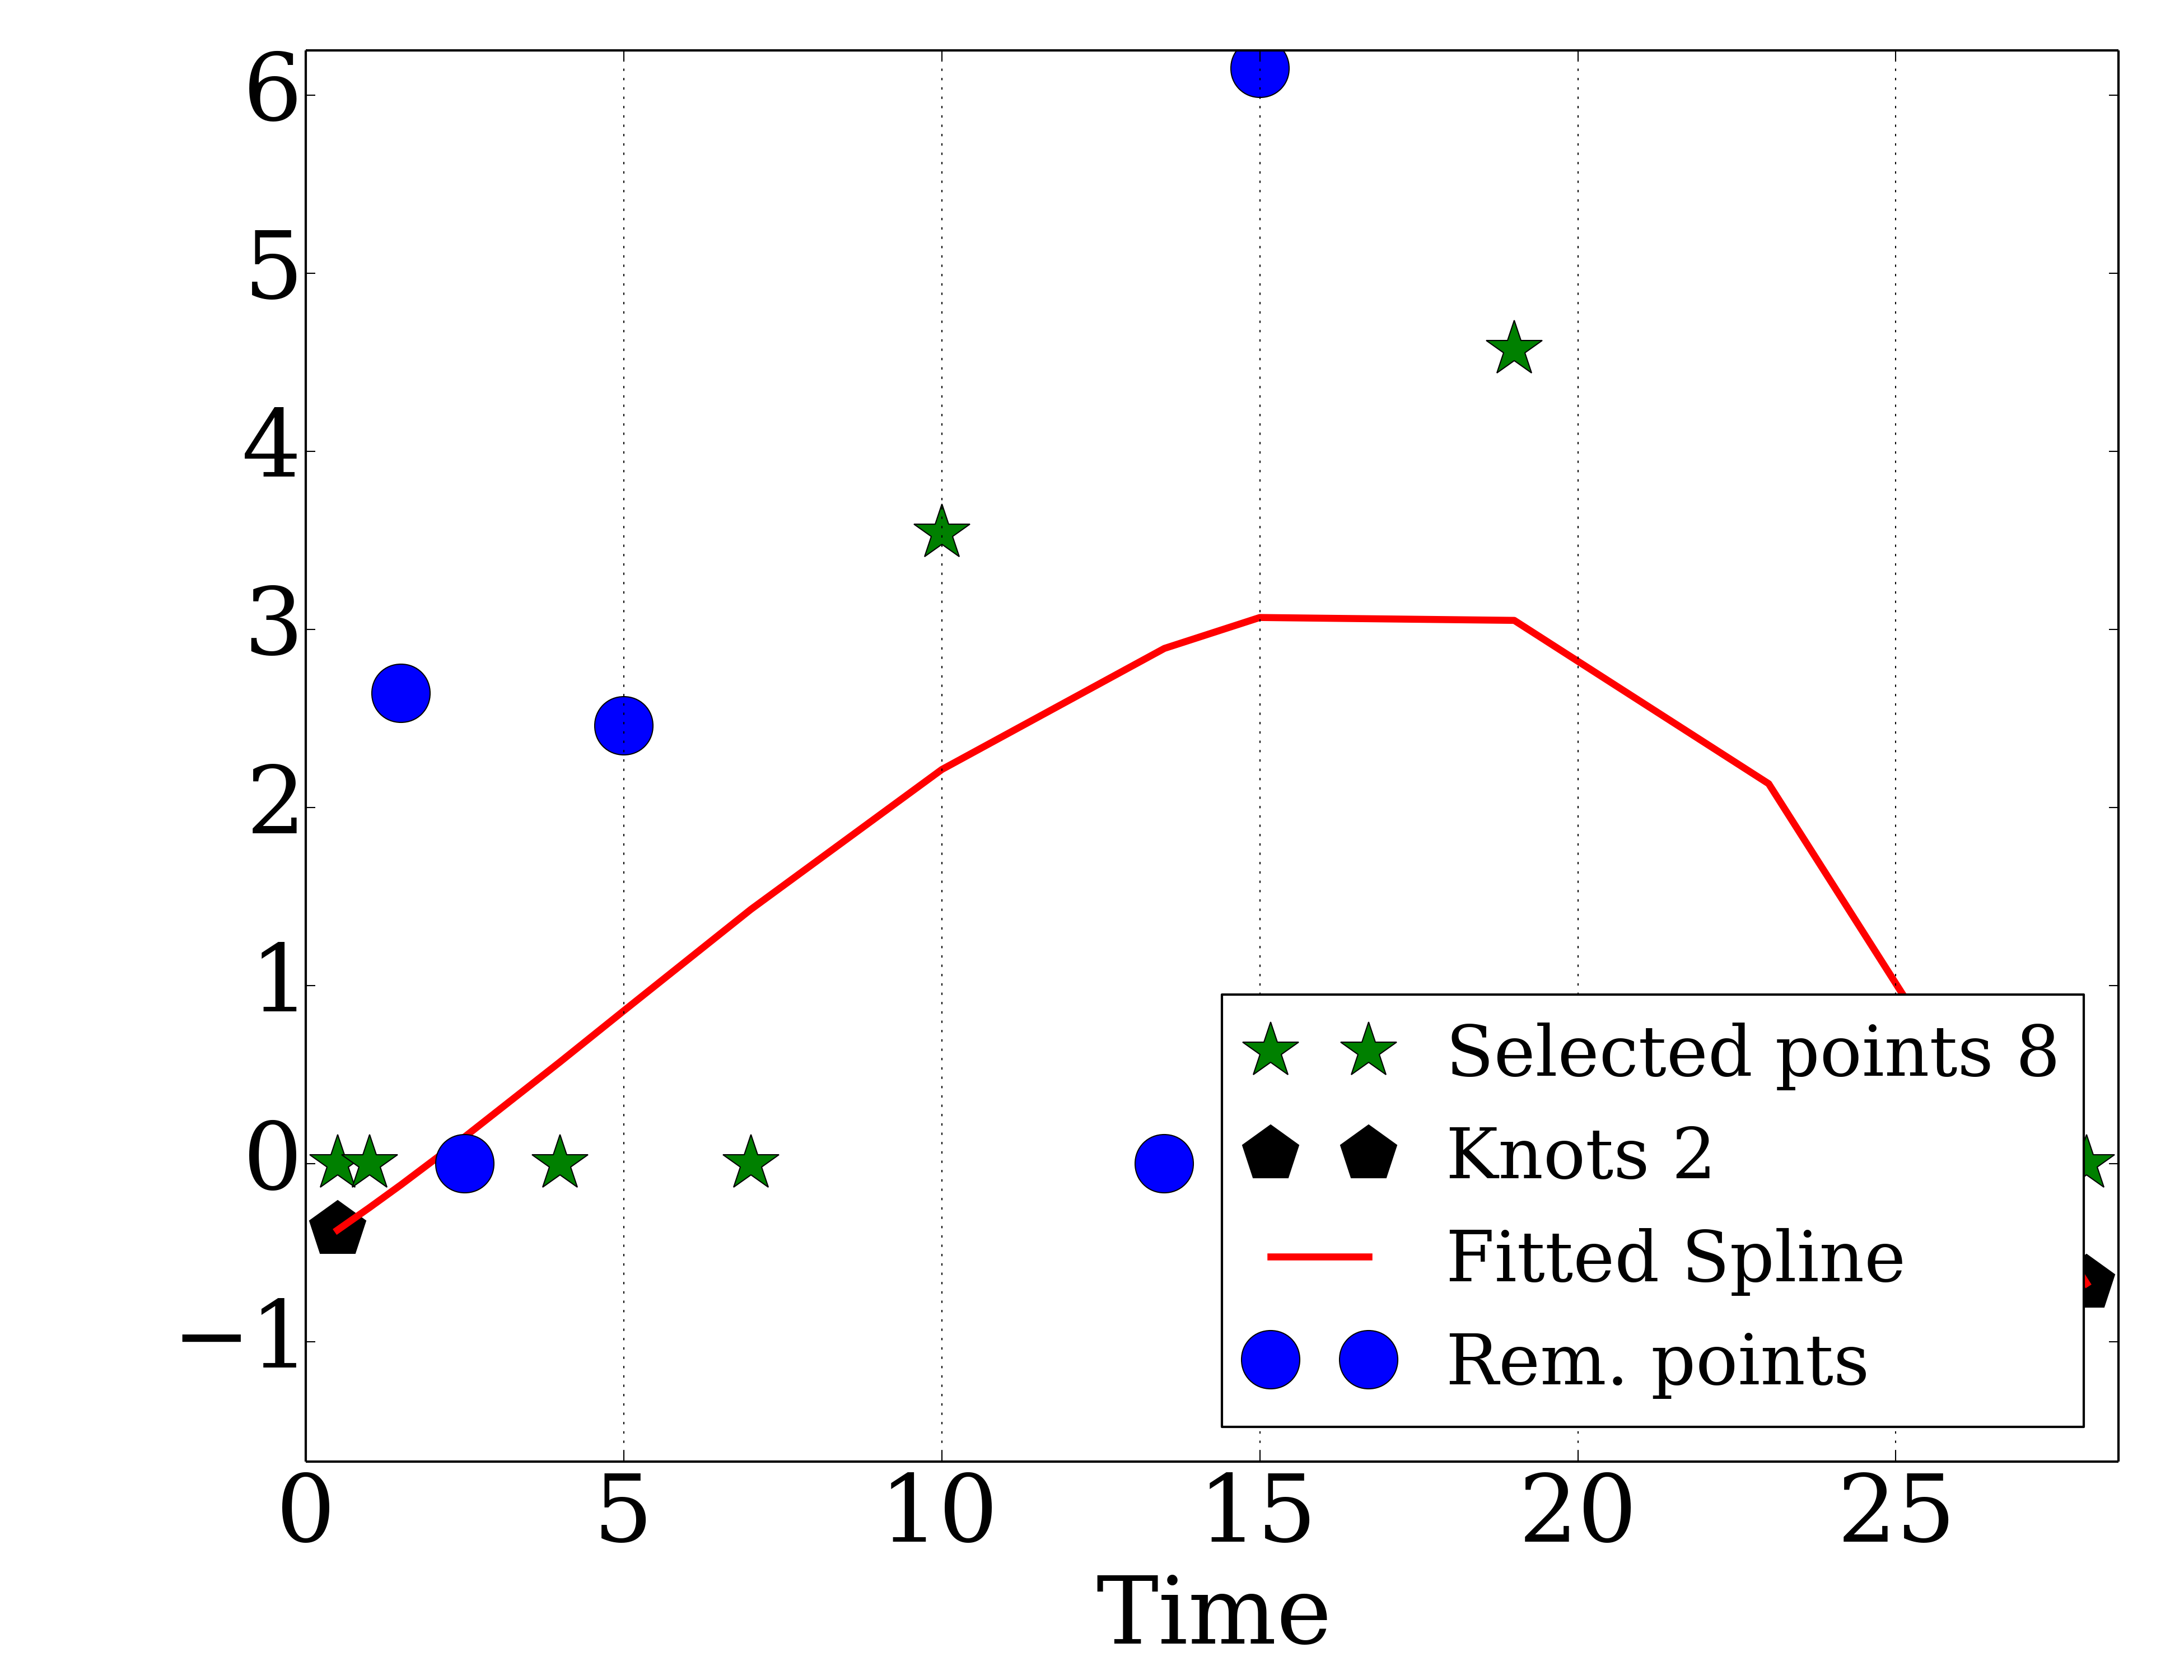 6
5
4
3
2
1
0
−1
Selected points 8
Knots 2
Fitted Spline
Rem. points
0 5 10 15 20 25
Time